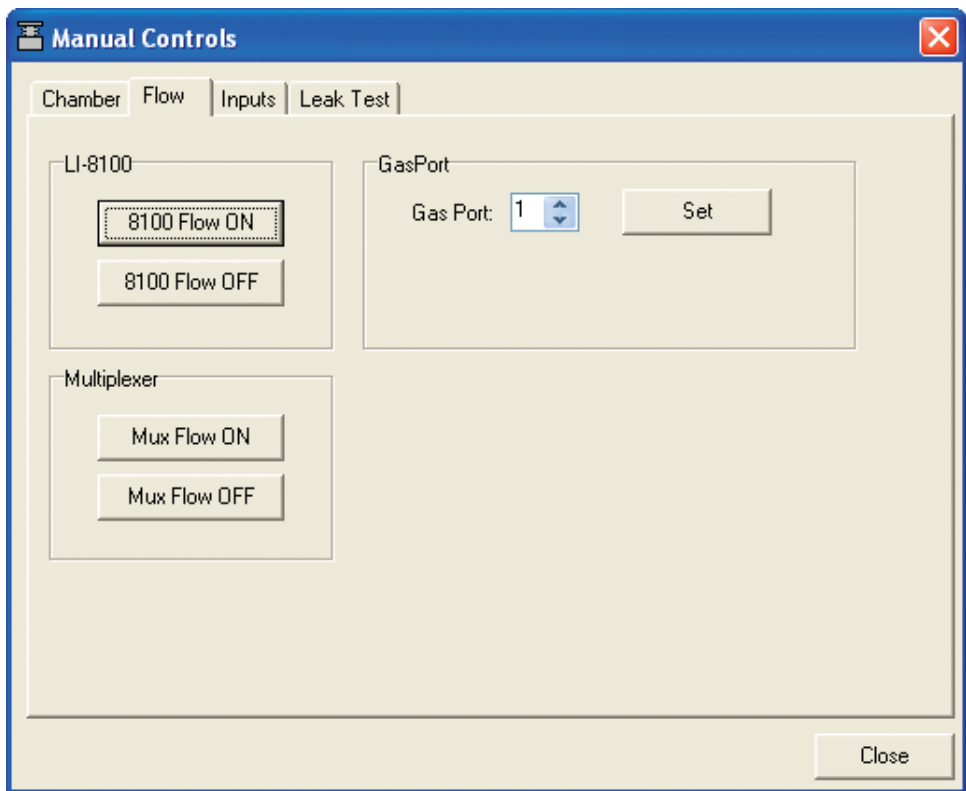 Manual Controls
Chamber Flow Inputs Leak Test
LI-8100
8100 Flow ON
8100 Flow OFF
GasPort
Gas Port: 1 Set
Multiplexer
Mux Flow ON
Mux Flow OFF
Close